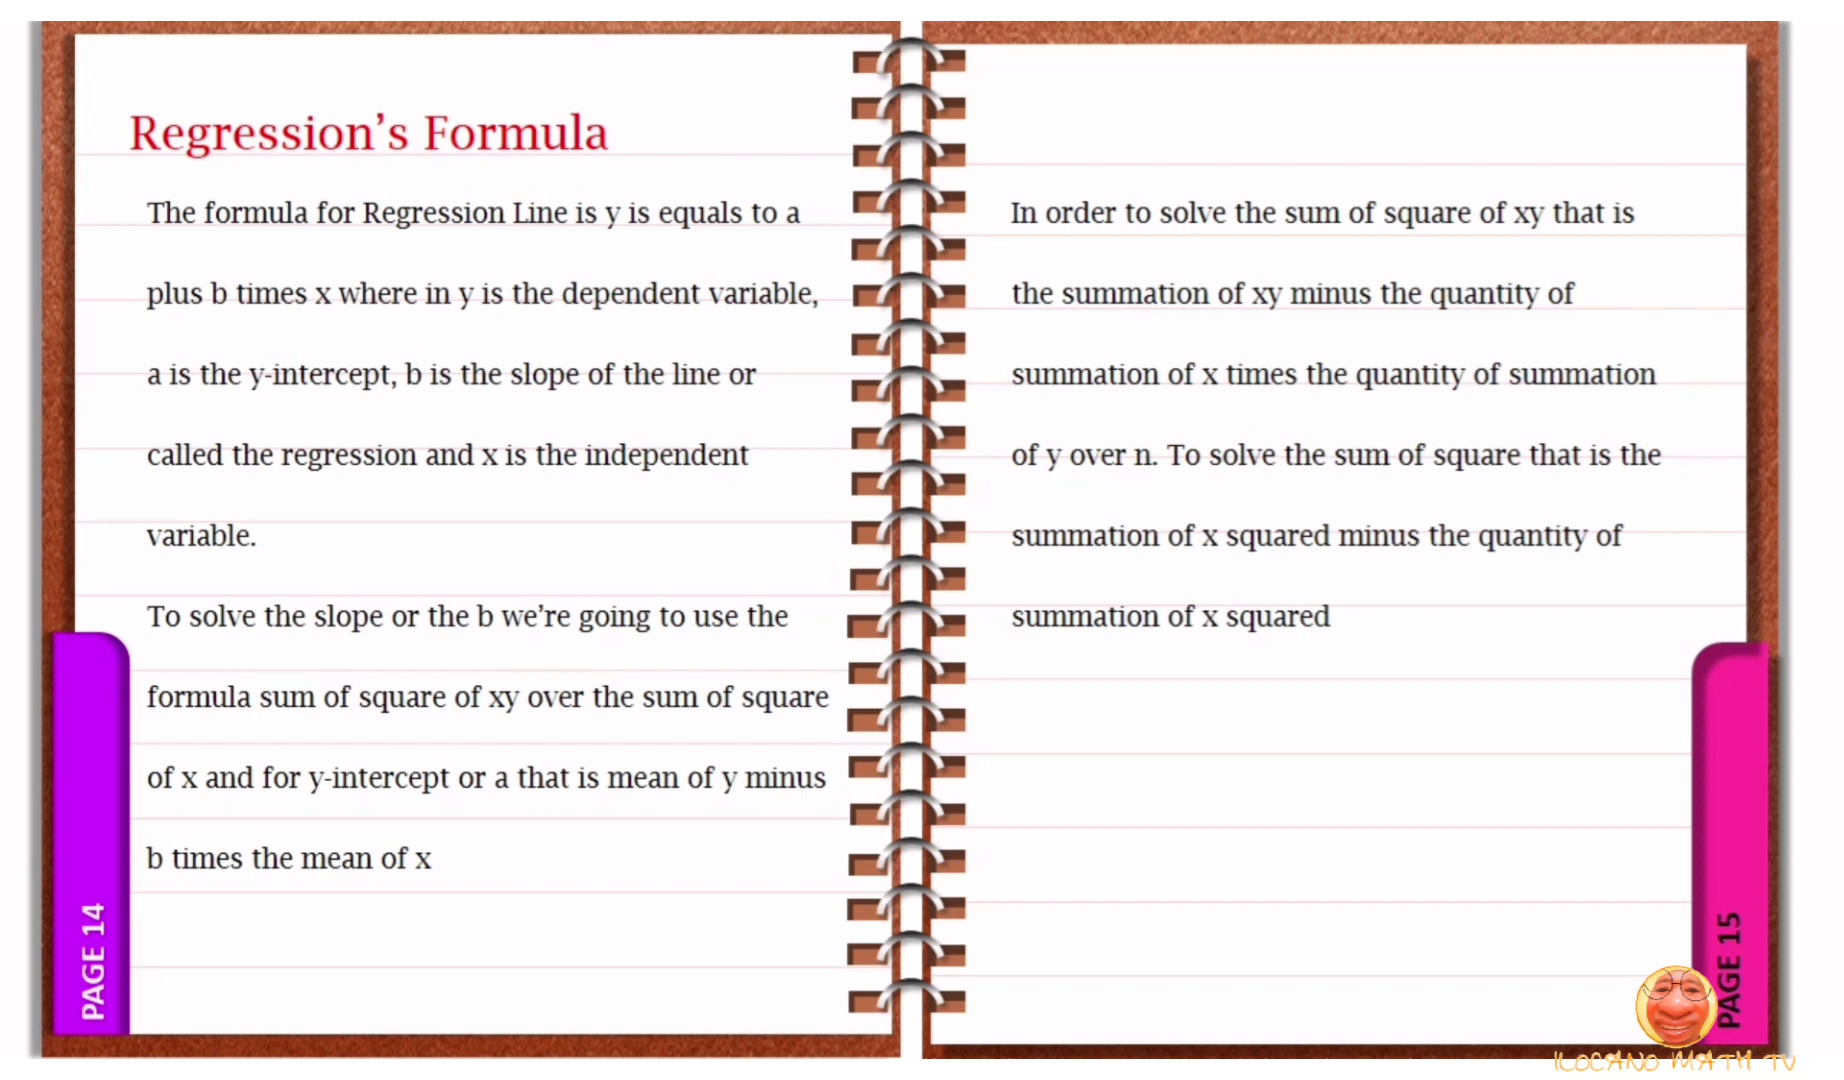 Regression's Formula
The formula for Regression Line is y is equals to a
plus b times x where in y is the dependent variable,
a is the y-intercept, b is the slope of the line or
called the regression and x is the independent
variable.
To solve the slope or the b we're going to use the
formula sum of square of xy over the sum of square
of x and for y-intercept or a that is mean of y minus
b times the mean of x
PAGE 14
In order to solve the sum of square of xy that is
the summation of xy minus the quantity of
summation of x times the quantity of summation
of y over n. To solve the sum of square that is the
summation of x squared minus the quantity of
summation of x squared
PAGE 15
ILOCANO MATH TV